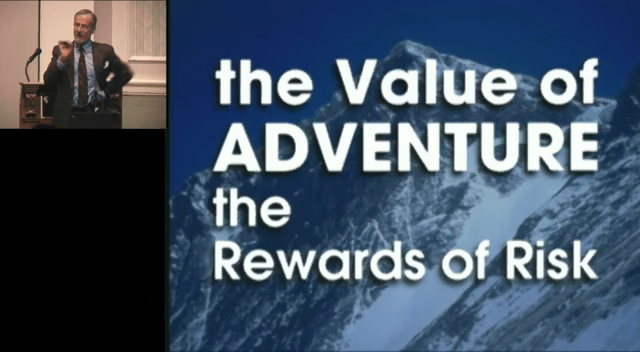 the Value of
ADVENTURE
the
Rewards of Risk